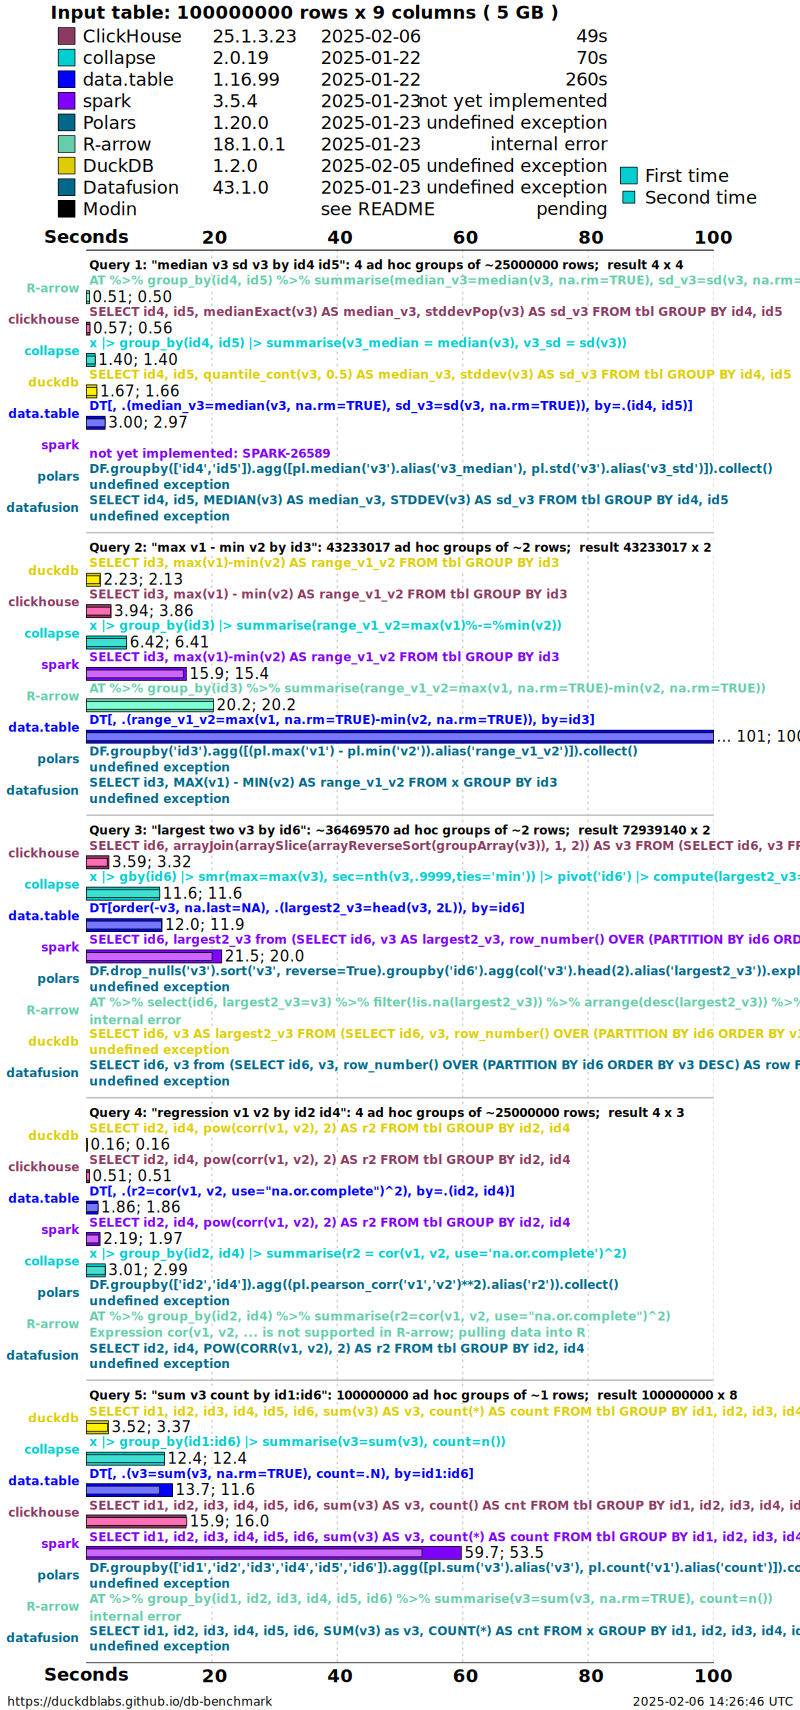 Input table: 100000000 rows x 9 columns ( 5 GB )
ClickHouse 25.1.3.23 2025-02-06 49s
collapse 2.0.19 2025-01-22 70s
data.table 1.16.99 2025-01-22 260s
spark 3.5.4 2025-01-23 not yet implemented
Polars 1.20.0 2025-01-23 undefined exception
R-arrow 18.1.0.1 2025-01-23 internal error
DuckDB 1.2.0 2025-02-05 undefined exception
Datafusion 43.1.0 2025-01-23 undefined exception
Modin see README pending
First time
Second time
Seconds 20 40 60 80 100
Query 1: "median v3 sd v3 by id4 id5": 4 ad hoc groups of ~25000000 rows; result 4 x 4
R-arrow AT %>% group_by(id4, id5) %>% summarise(median_v3=median(v3, na.rm=TRUE), sd_v3=sd(v3, na.rm=
0.51; 0.50
clickhouse SELECT id4, id5, medianExact(v3) AS median_v3, stddevPop(v3) AS sd_v3 FROM tbl GROUP BY id4, id5
0.57; 0.56
collapse x |> group_by(id4, id5) |> summarise(v3_median = median(v3), v3_sd = sd(v3))
1.40; 1.40
duckdb SELECT id4, id5, quantile_cont(v3, 0.5) AS median_v3, stddev(v3) AS sd_v3 FROM tbl GROUP BY id4, id5
1.67; 1.66
data.table DT[, .(median_v3=median(v3, na.rm=TRUE), sd_v3=sd(v3, na.rm=TRUE)), by=.(id4, id5)]
3.00; 2.97
spark
not yet implemented: SPARK-26589
polars DF.groupby(['id4','id5']).agg([pl.median('v3').alias('v3_median'), pl.std('v3').alias('v3_std')]).collect()
undefined exception
datafusion SELECT id4, id5, MEDIAN(v3) AS median_v3, STDDEV(v3) AS sd_v3 FROM tbl GROUP BY id4, id5
undefined exception
Query 2: "max v1 - min v2 by id3": 43233017 ad hoc groups of ~2 rows; result 43233017 x 2
duckdb SELECT id3, max(v1)-min(v2) AS range_v1_v2 FROM tbl GROUP BY id3
2.23; 2.13
clickhouse SELECT id3, max(v1) - min(v2) AS range_v1_v2 FROM tbl GROUP BY id3
3.94; 3.86
collapse x |> group_by(id3) |> summarise(range_v1_v2=max(v1)%-=%min(v2))
6.42; 6.41
spark SELECT id3, max(v1)-min(v2) AS range_v1_v2 FROM tbl GROUP BY id3
15.9; 15.4
R-arrow AT %>% group_by(id3) %>% summarise(range_v1_v2=max(v1, na.rm=TRUE)-min(v2, na.rm=TRUE))
20.2; 20.2
data.table DT[, .(range_v1_v2=max(v1, na.rm=TRUE)-min(v2, na.rm=TRUE)), by=id3]
... 101; 100
polars DF.groupby('id3').agg([(pl.max('v1') - pl.min('v2')).alias('range_v1_v2')]).collect()
undefined exception
datafusion SELECT id3, MAX(v1) - MIN(v2) AS range_v1_v2 FROM x GROUP BY id3
undefined exception
Query 3: "largest two v3 by id6": ~36469570 ad hoc groups of ~2 rows; result 72939140 x 2
clickhouse SELECT id6, arrayJoin(arraySlice(arrayReverseSort(groupArray(v3)), 1, 2)) AS v3 FROM (SELECT id6, v3 FR
3.59; 3.32
collapse x |> gby(id6) |> smr(max=max(v3), sec=nth(v3,.9999,ties='min')) |> pivot('id6') |> compute(largest2_v3=
11.6; 11.6
data.table DT[order(-v3, na.last=NA), .(largest2_v3=head(v3, 2L)), by=id6]
12.0; 11.9
spark SELECT id6, largest2_v3 from (SELECT id6, v3 AS largest2_v3, row_number() OVER (PARTITION BY id6 ORD
21.5; 20.0
polars DF.drop_nulls('v3').sort('v3', reverse=True).groupby('id6').agg(col('v3').head(2).alias('largest2_v3')).expl
undefined exception
R-arrow AT %>% select(id6, largest2_v3=v3) %>% filter(!is.na(largest2_v3)) %>% arrange(desc(largest2_v3)) %>%
internal error
duckdb SELECT id6, v3 AS largest2_v3 FROM (SELECT id6, v3, row_number() OVER (PARTITION BY id6 ORDER BY v3
undefined exception
datafusion SELECT id6, v3 from (SELECT id6, v3, row_number() OVER (PARTITION BY id6 ORDER BY v3 DESC) AS row F
undefined exception
Query 4: "regression v1 v2 by id2 id4": 4 ad hoc groups of ~25000000 rows; result 4 x 3
duckdb SELECT id2, id4, pow(corr(v1, v2), 2) AS r2 FROM tbl GROUP BY id2, id4
0.16; 0.16
clickhouse SELECT id2, id4, pow(corr(v1, v2), 2) AS r2 FROM tbl GROUP BY id2, id4
0.51; 0.51
data.table DT[, .(r2=cor(v1, v2, use="na.or.complete")^2), by=.(id2, id4)]
1.86; 1.86
spark SELECT id2, id4, pow(corr(v1, v2), 2) AS r2 FROM tbl GROUP BY id2, id4
2.19; 1.97
collapse x |> group_by(id2, id4) |> summarise(r2 = cor(v1, v2, use='na.or.complete')^2)
3.01; 2.99
polars DF.groupby(['id2','id4']).agg((pl.pearson_corr('v1','v2')**2).alias('r2')).collect()
undefined exception
R-arrow AT %>% group_by(id2, id4) %>% summarise(r2=cor(v1, v2, use="na.or.complete")^2)
Expression cor(v1, v2, ... is not supported in R-arrow; pulling data into R
datafusion SELECT id2, id4, POW(CORR(v1, v2), 2) AS r2 FROM tbl GROUP BY id2, id4
undefined exception
Query 5: "sum v3 count by id1:id6": 100000000 ad hoc groups of ~1 rows; result 100000000 x 8
duckdb SELECT id1, id2, id3, id4, id5, id6, sum(v3) AS v3, count(*) AS count FROM tbl GROUP BY id1, id2, id3, id4
3.52; 3.37
collapse x |> group_by(id1:id6) |> summarise(v3=sum(v3), count=n())
12.4; 12.4
data.table DT[, .(v3=sum(v3, na.rm=TRUE), count=.N), by=id1:id6]
13.7; 11.6
clickhouse SELECT id1, id2, id3, id4, id5, id6, sum(v3) AS v3, count() AS cnt FROM tbl GROUP BY id1, id2, id3, id4, id
15.9; 16.0
spark SELECT id1, id2, id3, id4, id5, id6, sum(v3) AS v3, count(*) AS count FROM tbl GROUP BY id1, id2, id3, id4
59.7; 53.5
polars DF.groupby(['id1','id2','id3','id4','id5','id6']).agg([pl.sum('v3').alias('v3'), pl.count('v1').alias('count')]).co
undefined exception
R-arrow AT %>% group_by(id1, id2, id3, id4, id5, id6) %>% summarise(v3=sum(v3, na.rm=TRUE), count=n())
internal error
datafusion SELECT id1, id2, id3, id4, id5, id6, SUM(v3) as v3, COUNT(*) AS cnt FROM x GROUP BY id1, id2, id3, id4, id
undefined exception
Seconds 20 40 60 80 100
https://duckdblabs.github.io/db-benchmark 2025-02-06 14:26:46 UTC